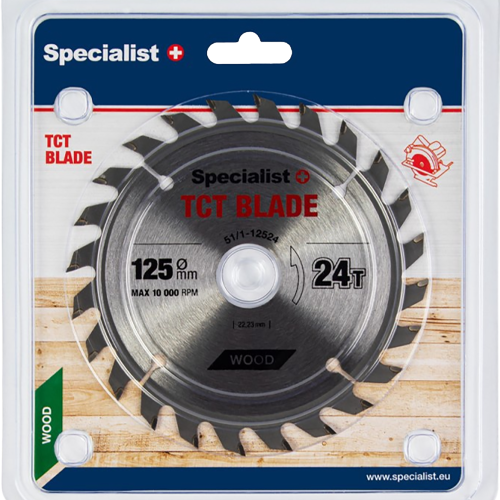 Specialist+
TCT
BLADE
Specialist+
TCT BLADE
51/1-12524
125 Ø mm
24T
MAX 10 000 RPM
[22,23 mm]
WOOD
WOOD
www.specialist.eu